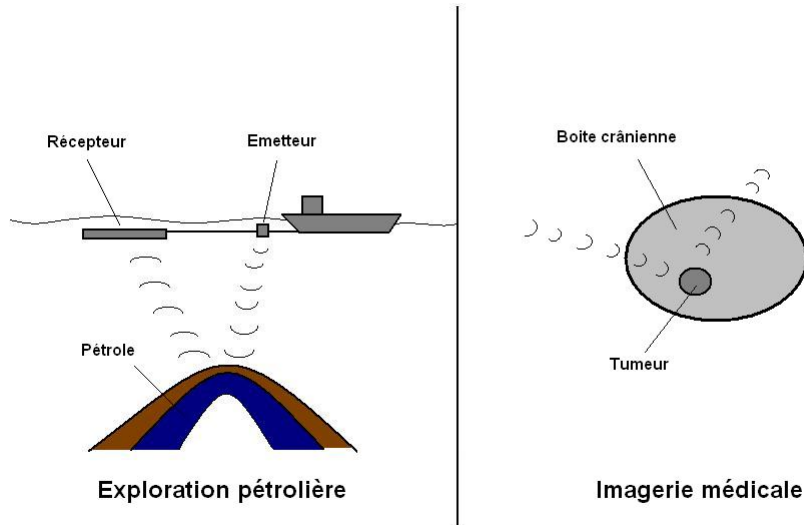 Récepteur
Emetteur
Pétrole
Exploration pétrolière
Boite crânienne
Tumeur
Imagerie médicale